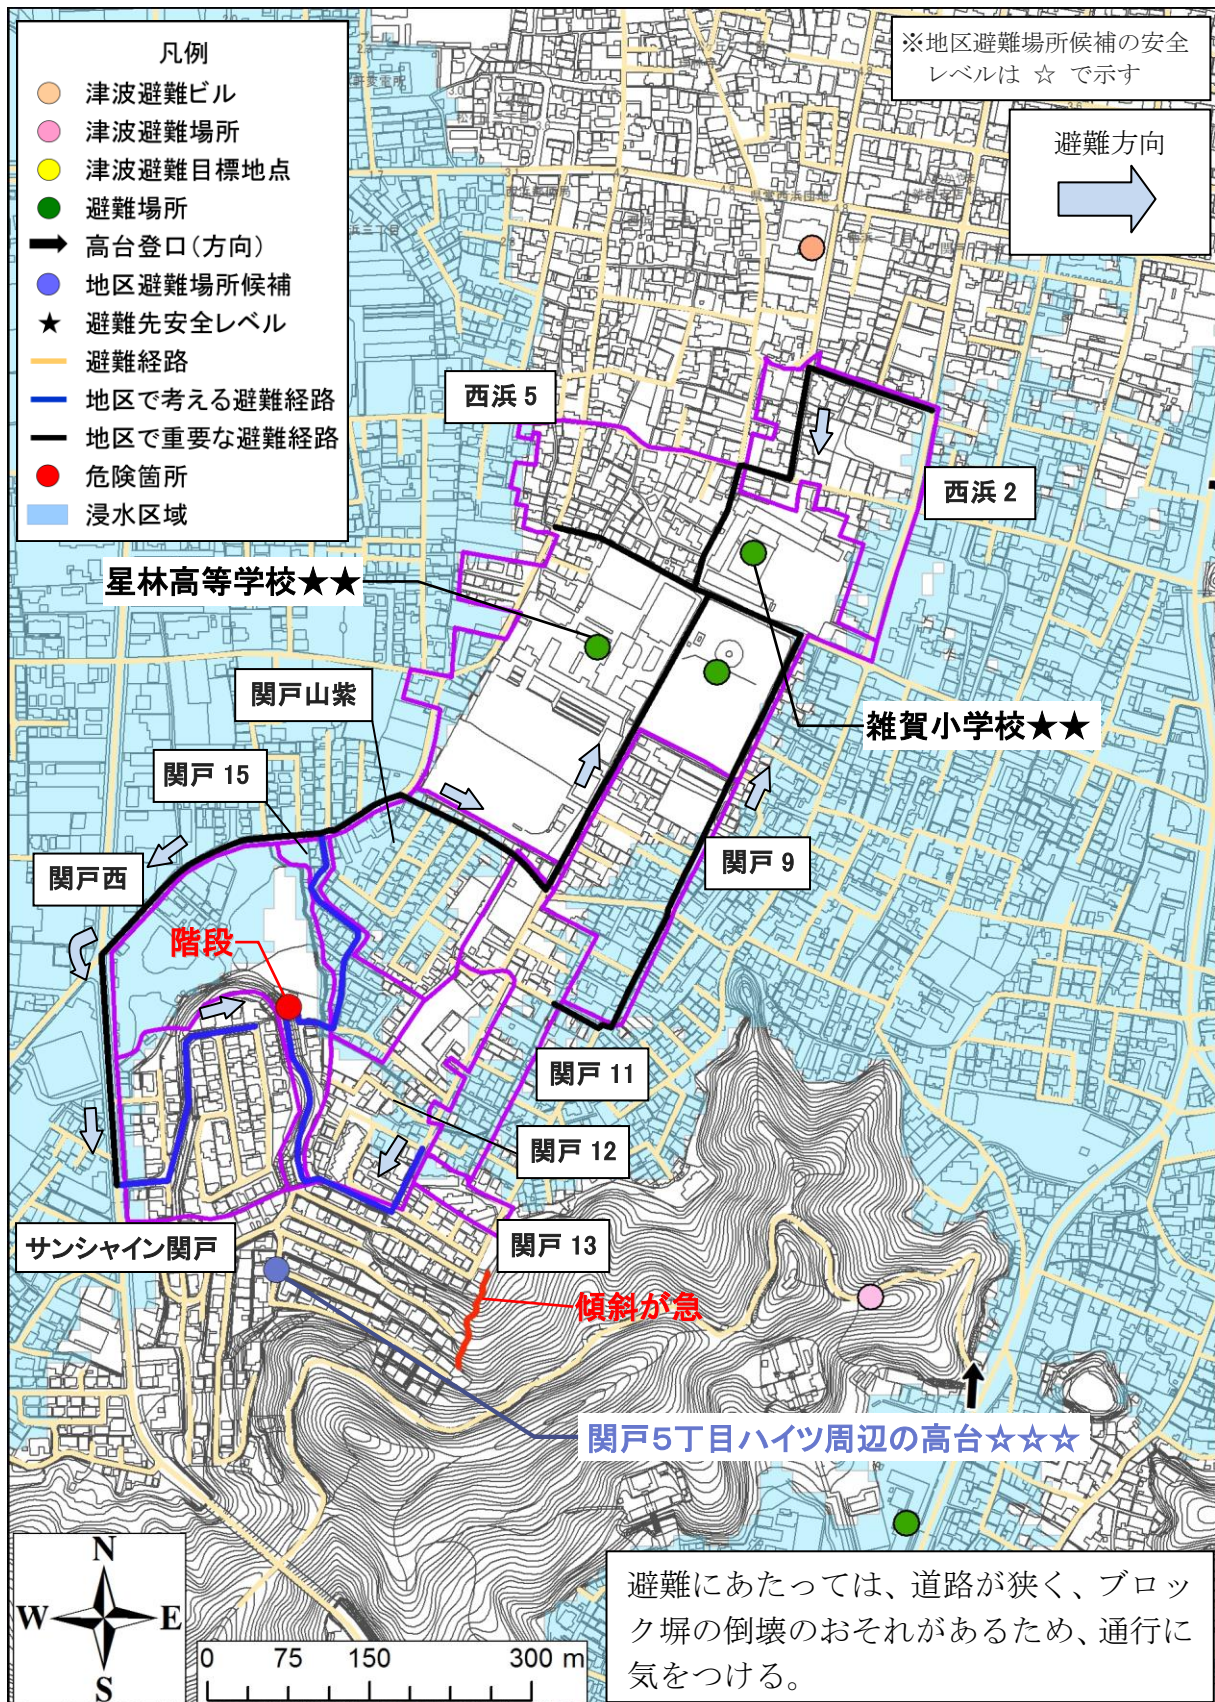 凡例
津波避難ビル
津波避難場所
津波避難目標地点
避難場所
高台登口（方向）
地区避難場所候補
避難先安全レベル
避難経路
地区で考える避難経路
地区で重要な避難経路
危険箇所
浸水区域
※地区避難場所候補の安全
レベルは ☆ で示す
避難方向
西浜 5
西浜 2
星林高等学校★★
関戸山紫
雑賀小学校★★
関戸 15
関戸西
関戸 9
階段
関戸 11
関戸 12
サンシャイン関戸
関戸 13
傾斜が急
関戸5丁目ハイツ周辺の高台☆☆☆
N
W E
S
0 75 150 300 m
避難にあたっては、道路が狭く、ブロッ
ク塀の倒壊のおそれがあるため、通行に
気をつける。